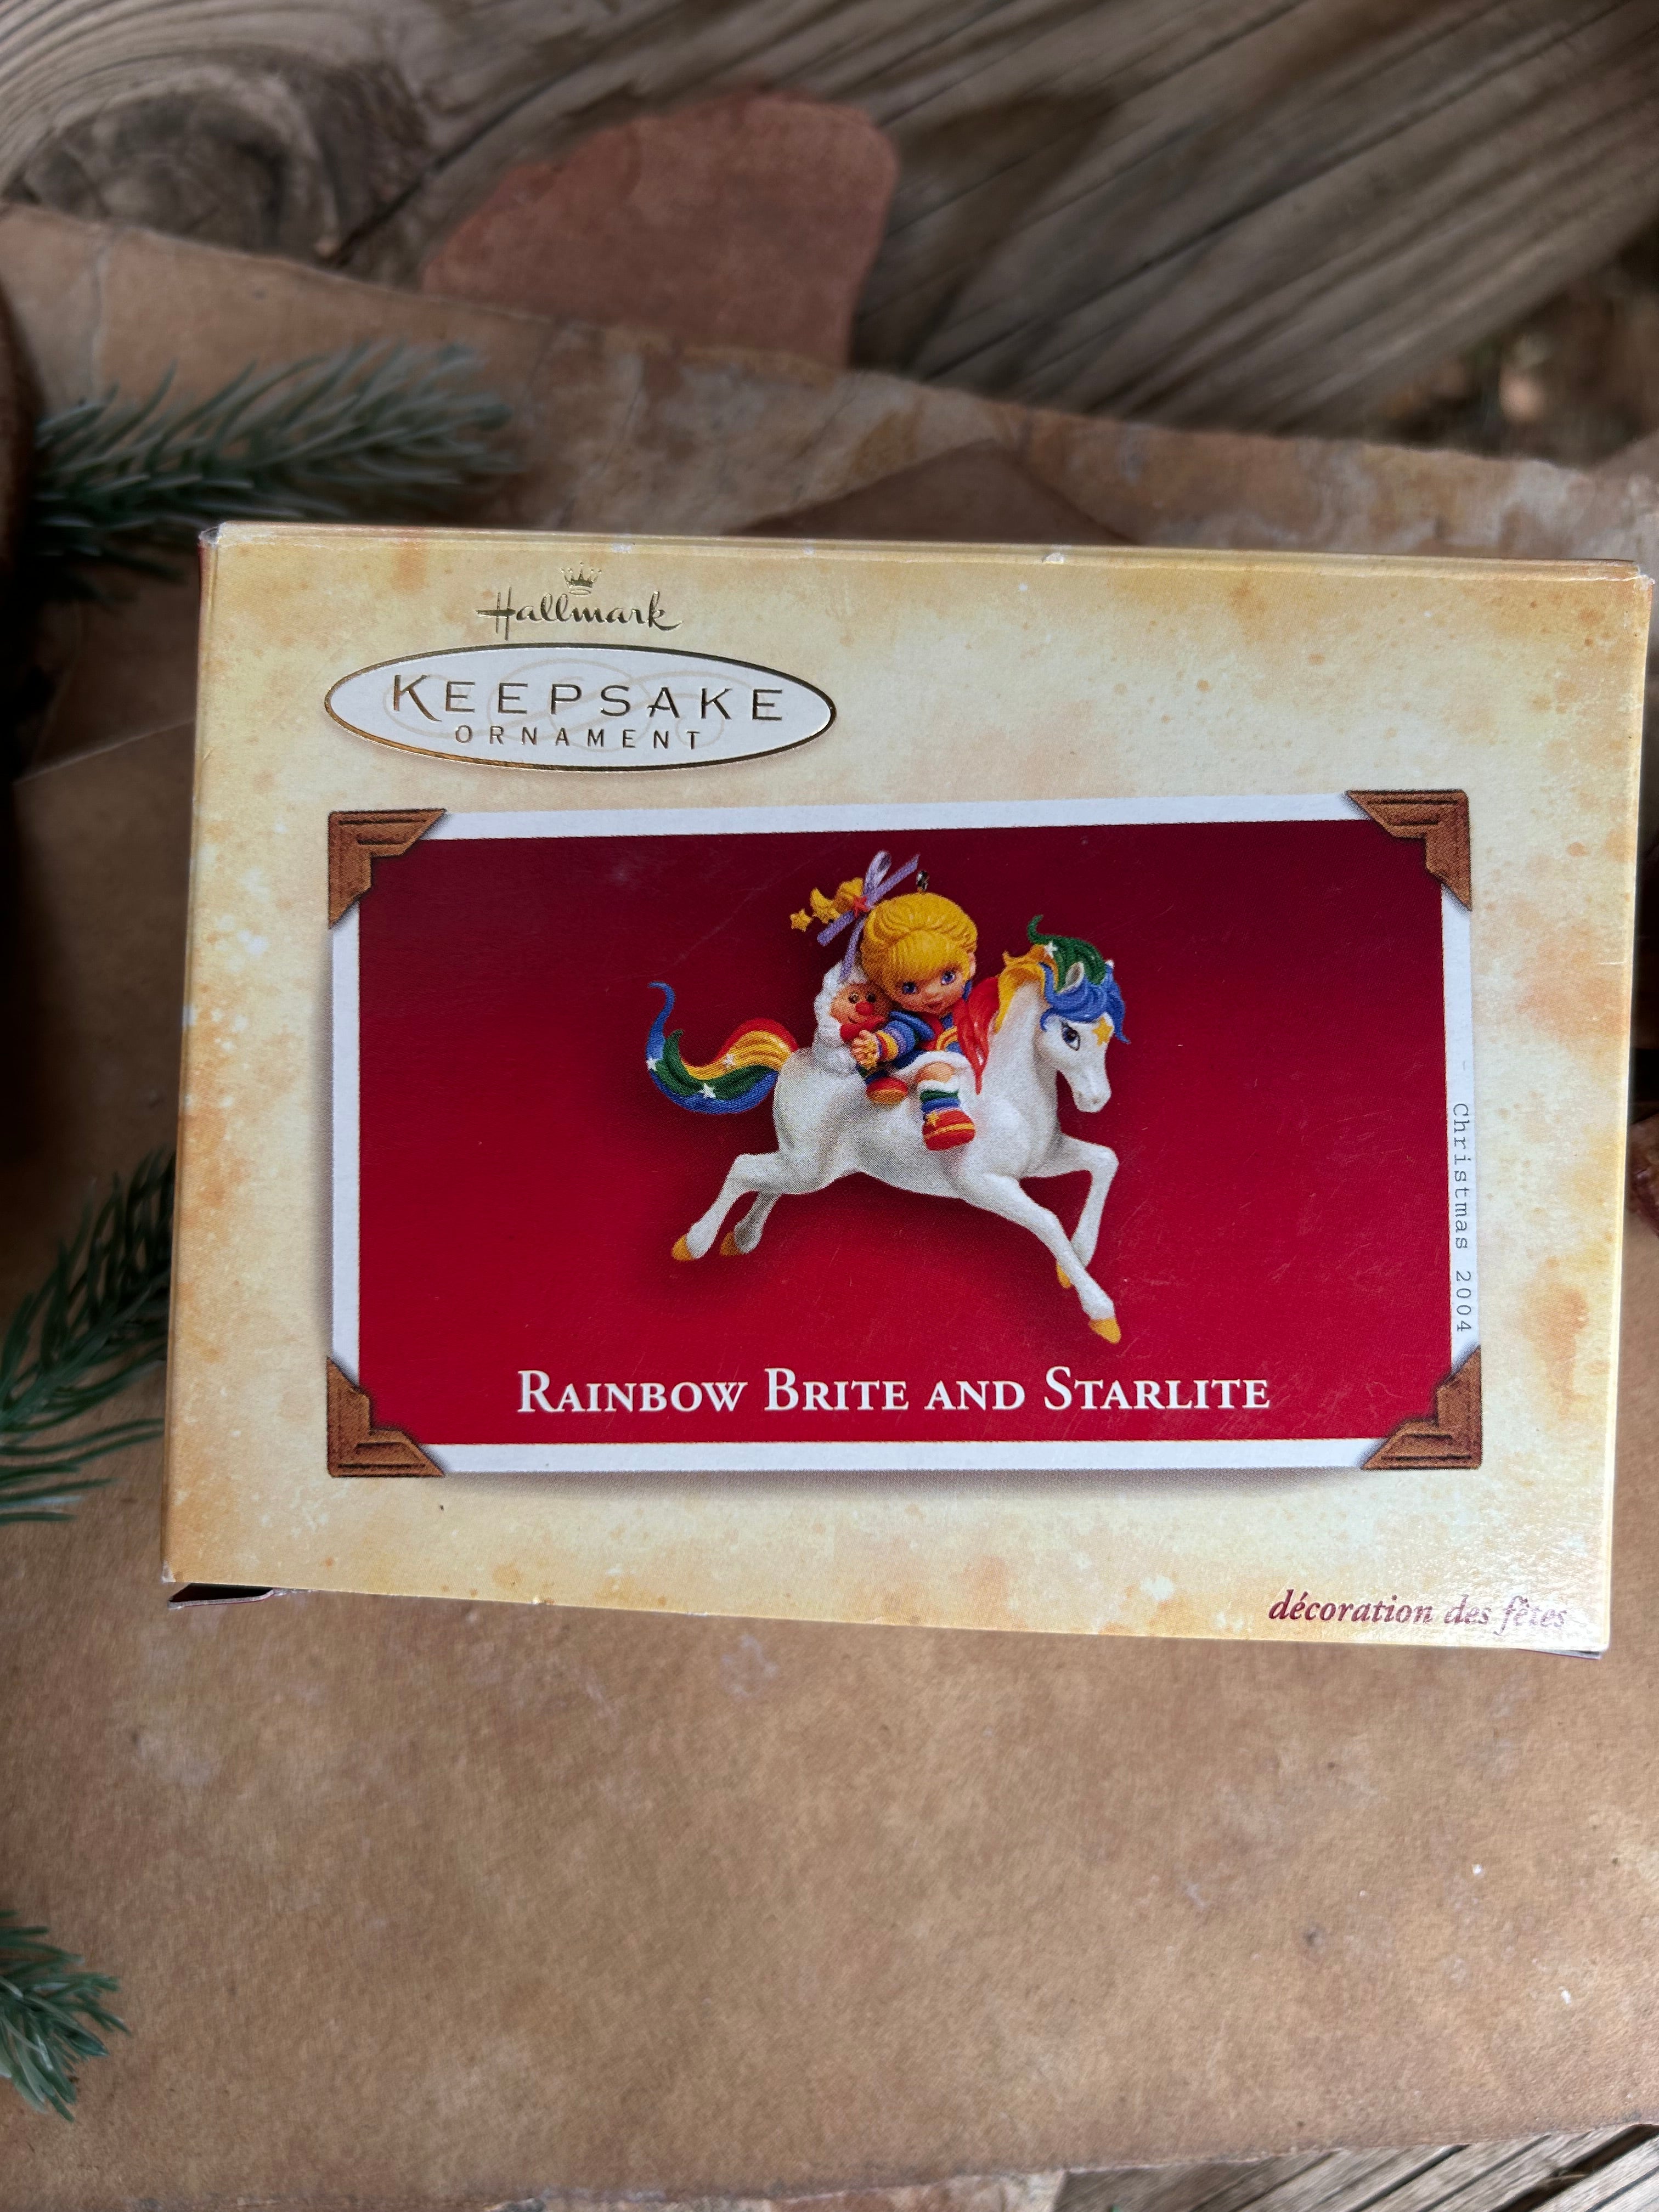 Hallmark
KEEPSAKE
ORNAMENT
Christmas 2004
RAINBOW BRITE AND STARLITE
décoration des fêtes